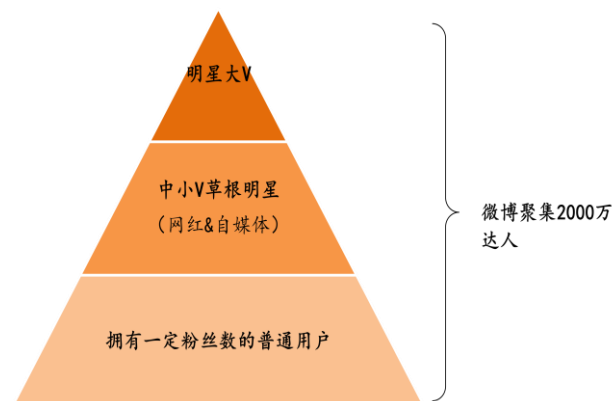 明星大V
中小V草根明星
（网红&自媒体）
拥有一定粉丝数的普通用户
微博聚集2000万
达人